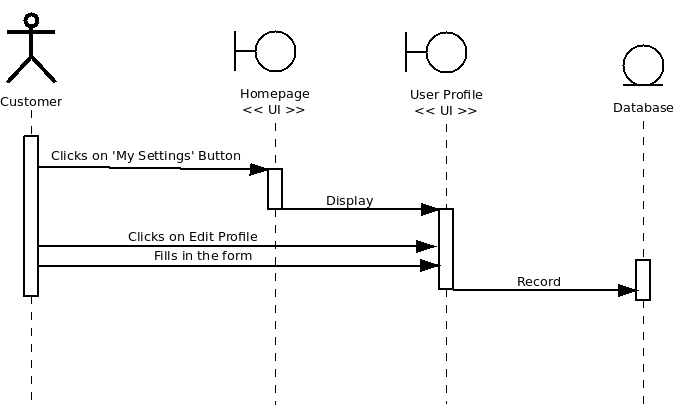 Customer
Homepage
<< UI >>
User Profile
<< UI >>
Database
Clicks on 'My Settings' Button
Display
Clicks on Edit Profile
Fills in the form
Record